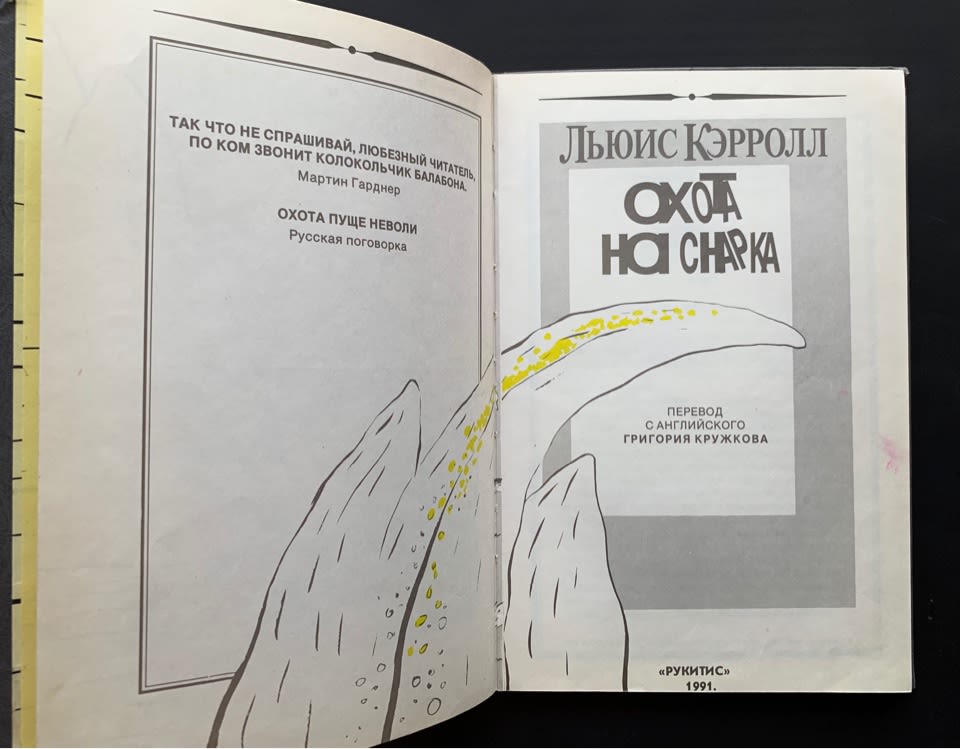 ТАК ЧТО НЕ СПРАШИВАЙ, ЛЮБЕЗНЫЙ ЧИТАТЕЛЬ,
ПО КОМ ЗВОНИТ КОЛОКОЛЬЧИК БАЛАБОНА.
Мартин Гарднер
ОХОТА ПУЩЕ НЕВОЛИ
Русская поговорка
ЛЬЮИС КЭРРОЛЛ
ОХОТА
НА СНАРКА
ПЕРЕВОД
С АНГЛИЙСКОГО
ГРИГОРИЯ КРУЖКОВА
«РУКИТИС»
1991.